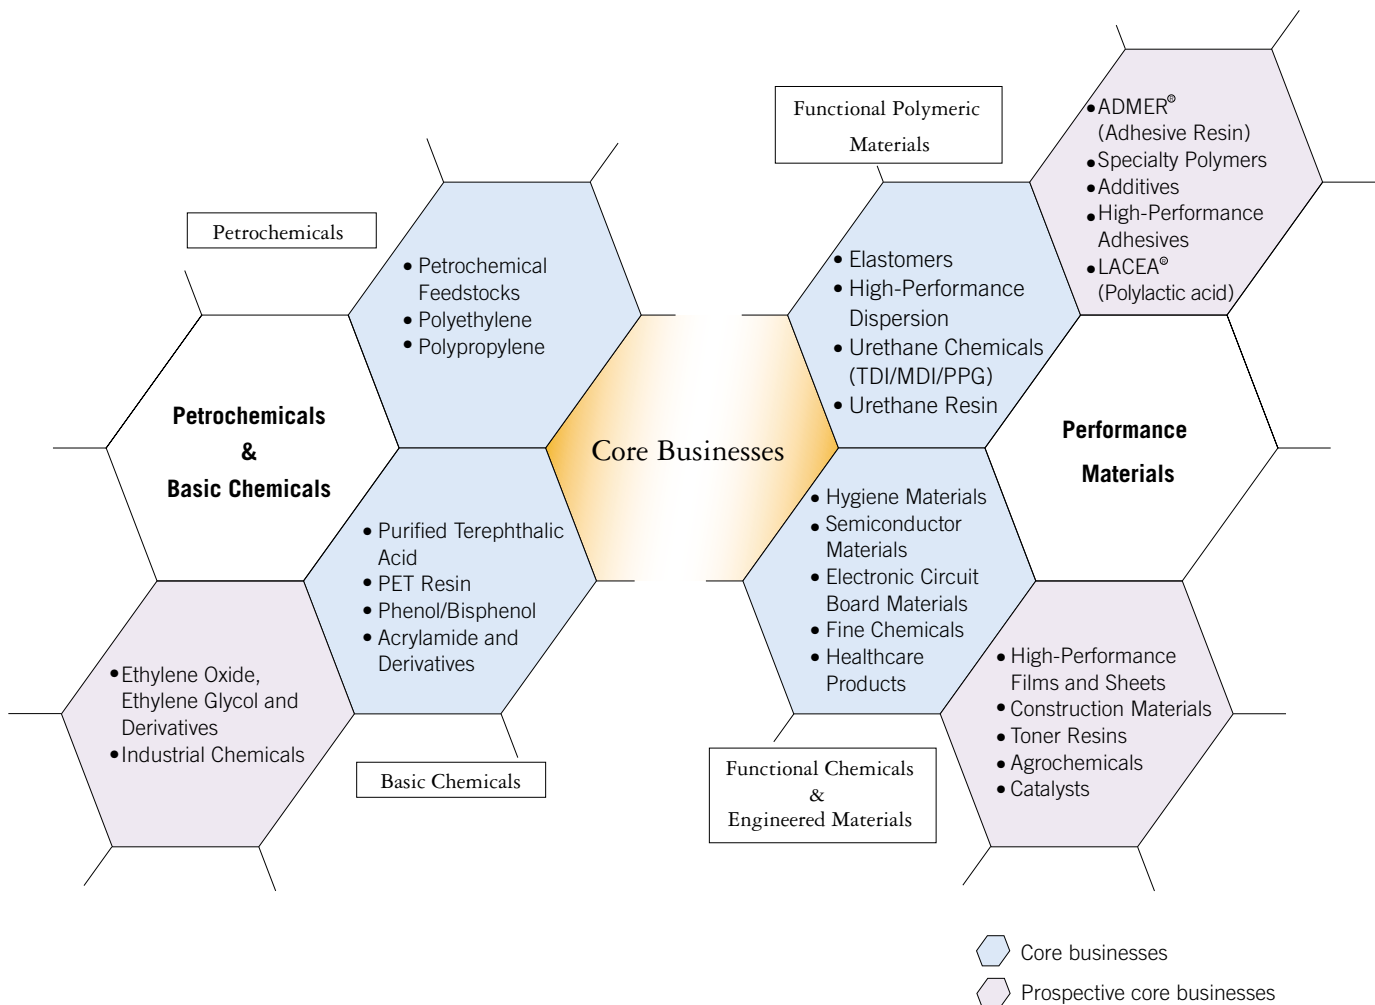 Functional Polymeric
Materials
• ADMER®
(Adhesive Resin)
• Specialty Polymers
• Additives
• High-Performance
Adhesives
• LACEA®
(Polylactic acid)
Petrochemicals
• Petrochemical
Feedstocks
• Polyethylene
• Polypropylene
• Elastomers
• High-Performance
Dispersion
• Urethane Chemicals
(TDI/MDI/PPG)
• Urethane Resin
Petrochemicals
&
Basic Chemicals
Core Businesses
Performance
Materials
• Purified Terephthalic
Acid
• PET Resin
• Phenol/Bisphenol
• Acrylamide and
Derivatives
• Hygiene Materials
• Semiconductor
Materials
• Electronic Circuit
Board Materials
• Fine Chemicals
• Healthcare
Products
• Ethylene Oxide,
Ethylene Glycol and
Derivatives
• Industrial Chemicals
• High-Performance
Films and Sheets
• Construction Materials
• Toner Resins
• Agrochemicals
• Catalysts
Basic Chemicals
Functional Chemicals
&
Engineered Materials
Core businesses
Prospective core businesses